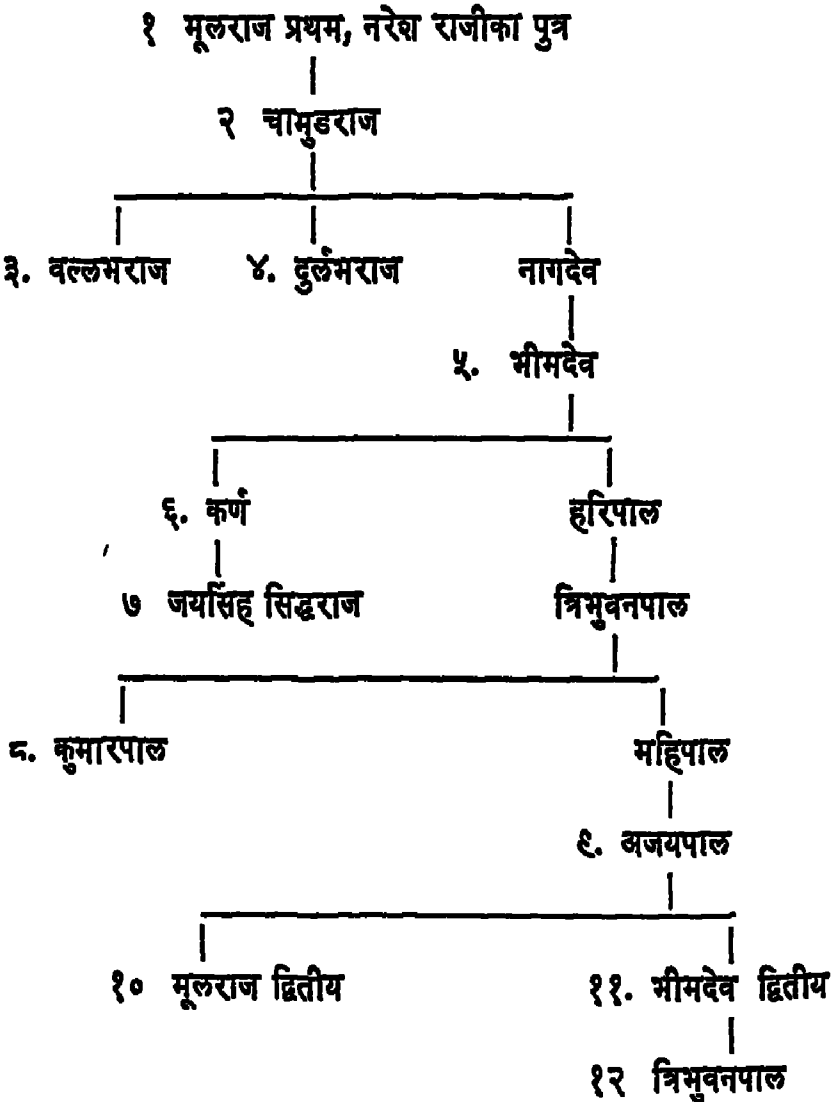 १ मूलराज प्रथम, नरेश राजीका पुत्र
२ चामुडराज
३. वल्लभराज ४. दुर्लभराज नागदेव
५. भीमदेव
६. कर्ण हरिपाल
७ जयसिंह सिद्धराज त्रिभुवनपाल
८. कुमारपाल महिपाल
९. अजयपाल
१० मूलराज द्वितीय ११. भीमदेव द्वितीय
१२ त्रिभुवनपाल